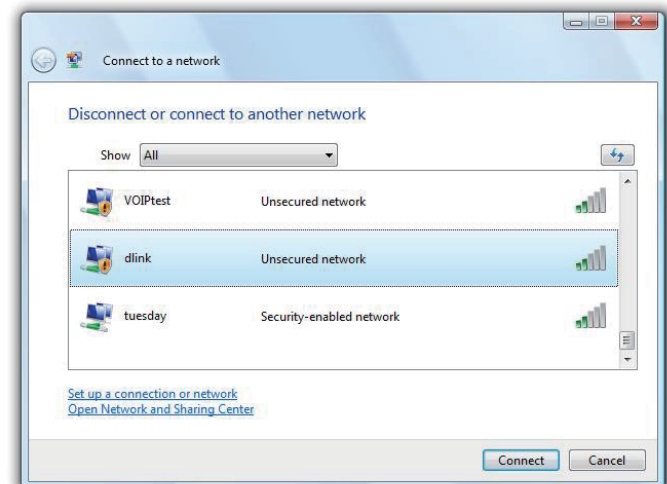 Connect to a network
Disconnect or connect to another network
Show All
VOIPtest Unsecured network
dlink Unsecured network
tuesday Security-enabled network
Set up a connection or network
Open Network and Sharing Center
Connect Cancel